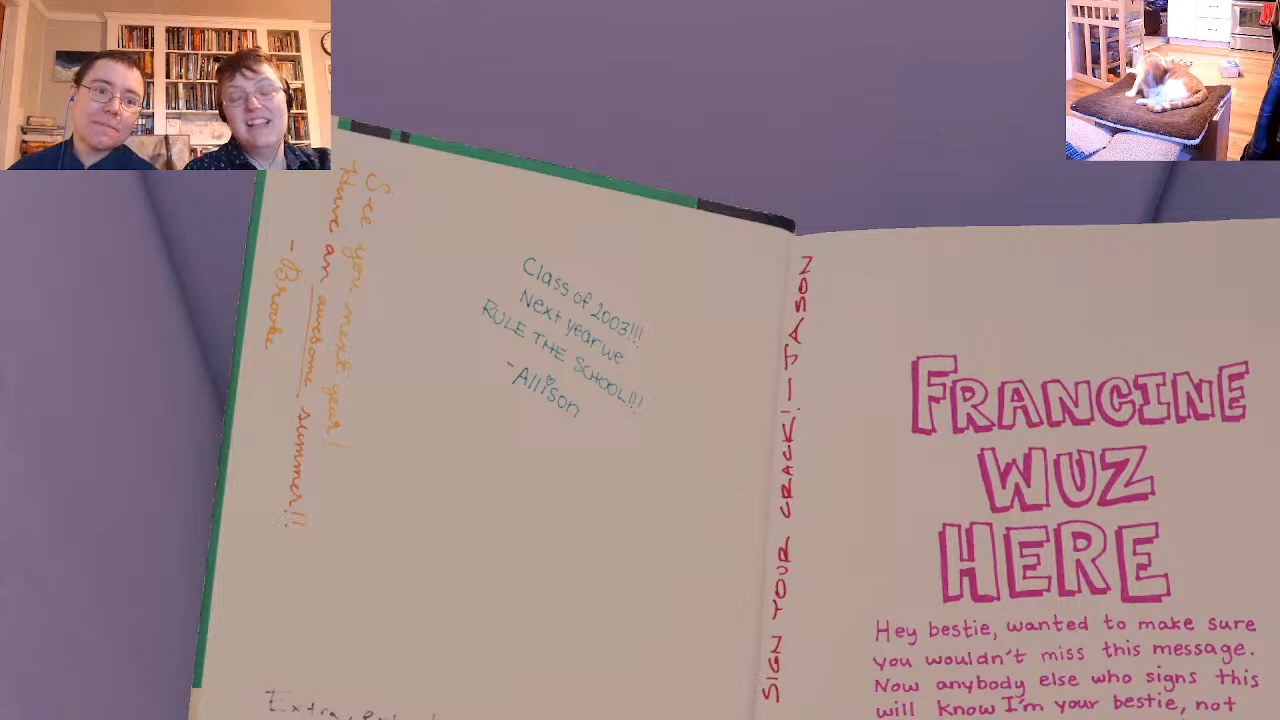 See you next year!
Have an awesome summer!!
- Brooke
Class of 2003!!!
Next year we
RULE THE SCHOOL!!!
- Allison
SIGN YOUR CRACK! - JASON
FRANCINE
WUZ
HERE
Hey bestie, wanted to make sure
you wouldn't miss this message.
Now anybody else who signs this
will know I'm your bestie, not
Extra,